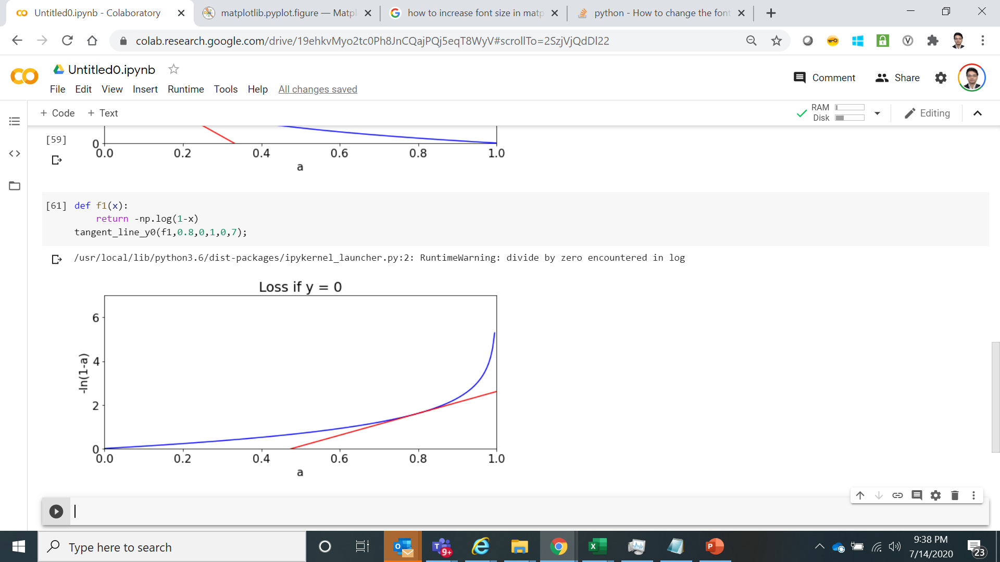 Untitled0.ipynb - Colaboratory
matplotlib.pyplot.figure — Matpl
how to increase font size in matp
python - How to change the font
colab.research.google.com/drive/19ehkvMyo2tc0Ph8JnCQajPQj5eqT8WyV#scrollTo=2SzjVjQdDl22
Untitled0.ipynb
Comment
Share
File Edit View Insert Runtime Tools Help All changes saved
+ Code + Text
RAM
Disk
Editing
[59]
0
0.0 0.2 0.4 0.6 0.8 1.0
a
[61] def f1(x):
return -np.log(1-x)
tangent_line_y0(f1,0.8,0,1,0,7);
/usr/local/lib/python3.6/dist-packages/ipykernel_launcher.py:2: RuntimeWarning: divide by zero encountered in log
Loss if y = 0
6
4
2
0
-ln(1-a)
0.0 0.2 0.4 0.6 0.8 1.0
a
Type here to search
9+
9:38 PM
7/14/2020
23